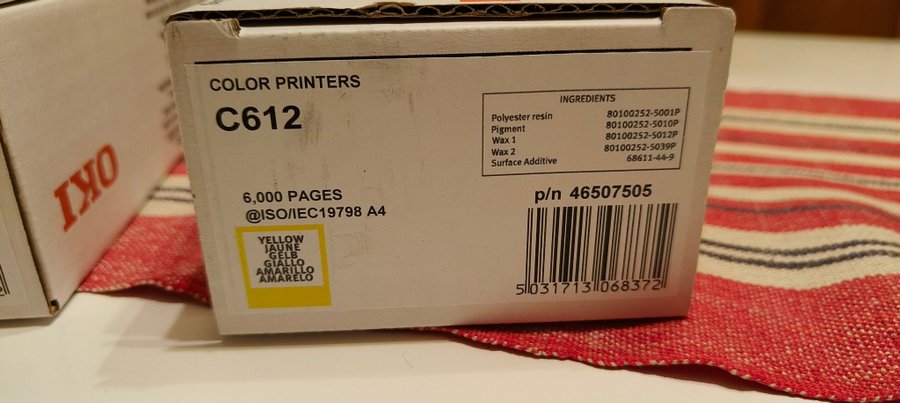 OKI
COLOR PRINTERS
C612
INGREDIENTS
Polyester resin 80100252-5001P
Pigment 80100252-5010P
Wax 1 80100252-5012P
Wax 2 80100252-5039P
Surface Additive 68611-44-9
6,000 PAGES
@ISO/IEC19798 A4
p/n 46507505
YELLOW
JAUNE
GELB
GIALLO
AMARILLO
AMARELO
5 031713 068372